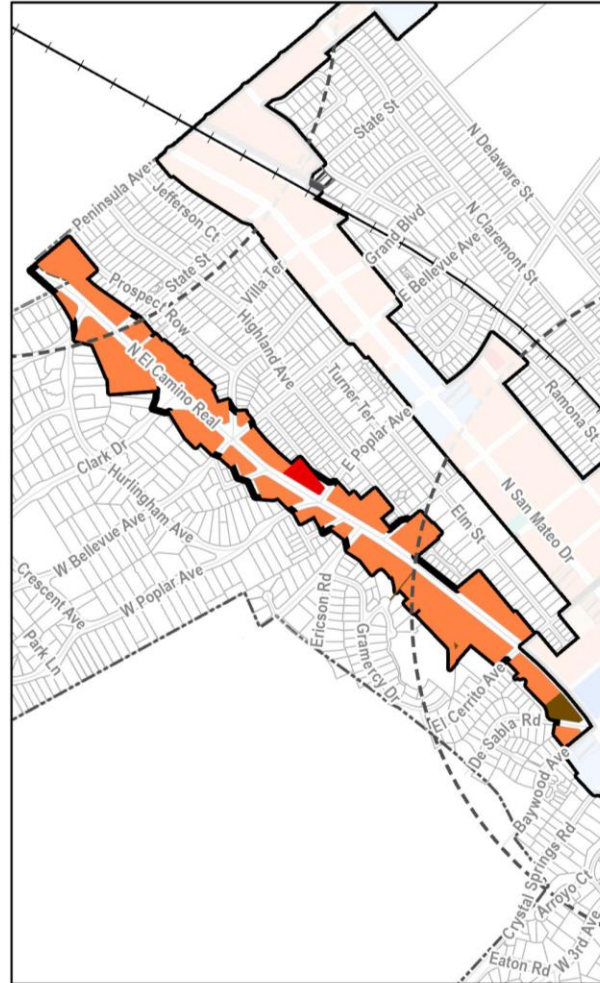 State St
N Delaware St
Peninsula Ave
Jefferson Ct
N Claremont St
Grand Blvd
E Bellevue Ave
State St
Villa Ter
Prospect Row
Highland Ave
N El Camino Real
Turner Ter
Ramona St
E Poplar Ave
Clark Dr
Hurlingham Ave
N San Mateo Dr
Elm St
W Bellevue Ave
Crescent Ave
W Poplar Ave
Park Ln
Ericson Rd
Gramercy Dr
El Cerrito Ave
De Sabla Rd
Baywood Ave
Crystal Springs Rd
Arroyo Ct
W 3rd Ave
Eaton Rd